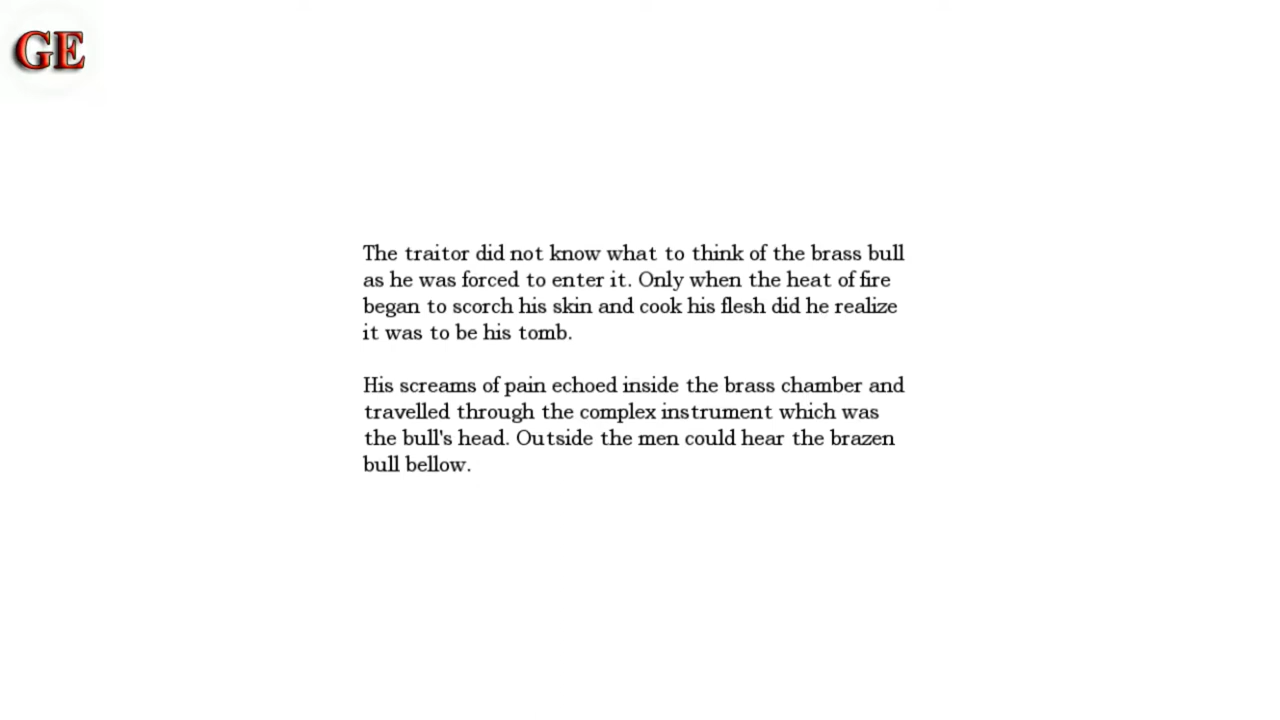 GE
The traitor did not know what to think of the brass bull
as he was forced to enter it. Only when the heat of fire
began to scorch his skin and cook his flesh did he realize
it was to be his tomb.
His screams of pain echoed inside the brass chamber and
travelled through the complex instrument which was
the bull's head. Outside the men could hear the brazen
bull bellow.